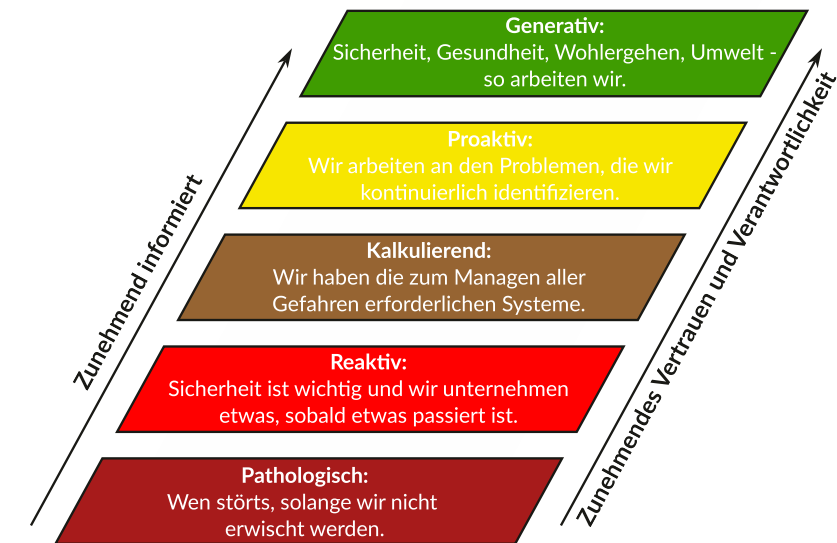 Generativ:
Sicherheit, Gesundheit, Wohlergehen, Umwelt -
so arbeiten wir.
Proaktiv:
Wir arbeiten an den Problemen, die wir
kontinuierlich identifizieren.
Kalkulierend:
Wir haben die zum Managen aller
Gefahren erforderlichen Systeme.
Reaktiv:
Sicherheit ist wichtig und wir unternehmen
etwas, sobald etwas passiert ist.
Pathologisch:
Wen störts, solange wir nicht
erwischt werden.
Zunehmend informiert
Zunehmendes Vertrauen und Verantwortlichkeit